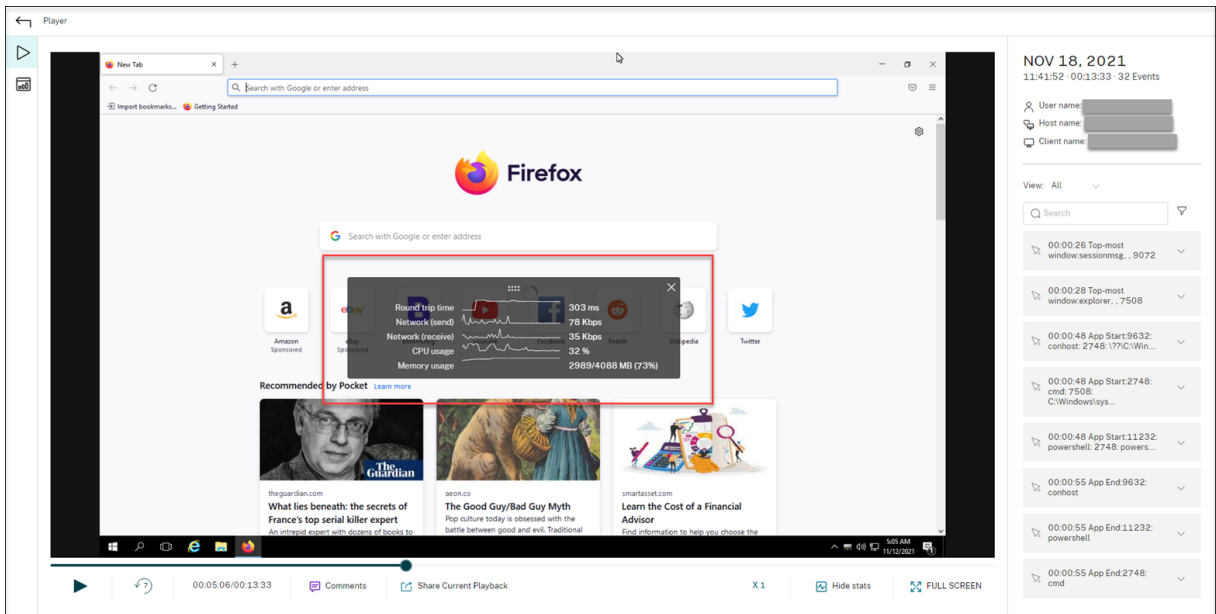 Player
New Tab
Search with Google or enter address
Import bookmarks...
Getting Started
Firefox
Search with Google or enter address
Round trip time 303 ms
Network (send) 78 Kbps
Network (receive) 35 Kbps
CPU usage 32 %
Memory usage 2989/4088 MB (73%)
Amazon
Sponsored
ebay
eBay
Sponsored
Facebook
Reddit
Wikipedia
Twitter
Recommended by Pocket Learn more
The Guardian
theguardian.com
What lies beneath: the secrets of
France's top serial killer expert
An intrepid expert with dozens of books to
aeon.co
The Good Guy/Bad Guy Myth
Pop culture today is obsessed with the
battle between good and evil. Traditional
smartasset.com
Learn the Cost of a Financial
Advisor
Find information to help you choose the
5:05 AM
11/12/2021
7
00:05:06/00:13:33
Comments
Share Current Playback
X 1
Hide stats
FULL SCREEN
NOV 18, 2021
11:41:52 · 00:13:33 · 32 Events
User name:
Host name:
Client name:
View: All
Search
00:00:26 Top-most
window:sessionmsg, , 9072
00:00:28 Top-most
window:explorer, , 7508
00:00:48 App Start:9632:
conhost: 2748: \??\C:\Win...
00:00:48 App Start:2748:
cmd: 7508:
C:\Windows\sys...
00:00:48 App Start:11232:
powershell: 2748: powers...
00:00:55 App End:9632:
conhost
00:00:55 App End:11232:
powershell
00:00:55 App End:2748:
cmd